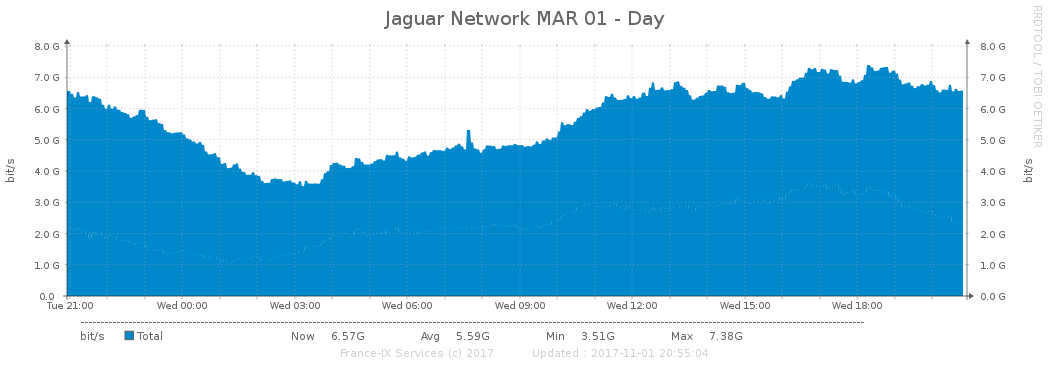 Jaguar Network MAR 01 - Day
RRDTOOL / TOBI OETIKER
bit/s
8.0 G 8.0 G
7.0 G 7.0 G
6.0 G 6.0 G
5.0 G 5.0 G
4.0 G 4.0 G
3.0 G 3.0 G
2.0 G 2.0 G
1.0 G 1.0 G
0.0 0.0 G
bit/s
Tue 21:00 Wed 00:00 Wed 03:00 Wed 06:00 Wed 09:00 Wed 12:00 Wed 15:00 Wed 18:00
bit/s Total Now 6.57G Avg 5.59G Min 3.51G Max 7.38G
France-IX Services (c) 2017 Updated : 2017-11-01 20:55:04